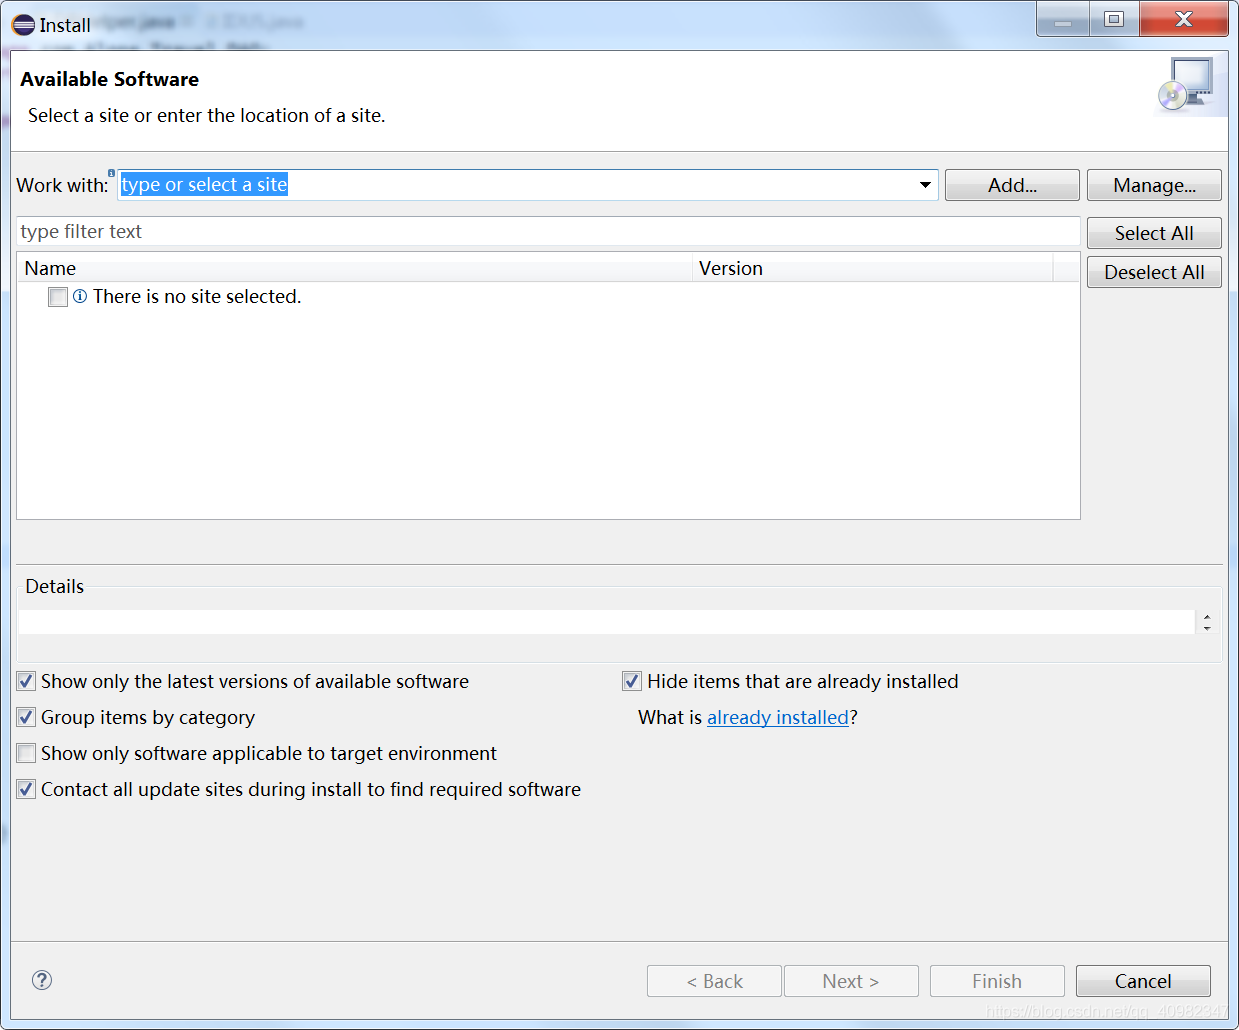 Install
Available Software
Select a site or enter the location of a site.
Work with: type or select a site Add... Manage...
type filter text Select All
Name Version Deselect All
There is no site selected.
Details
Show only the latest versions of available software Hide items that are already installed
Group items by category What is already installed?
Show only software applicable to target environment
Contact all update sites during install to find required software
< Back Next > Finish Cancel
https://blog.csdn.net/qq_40982347